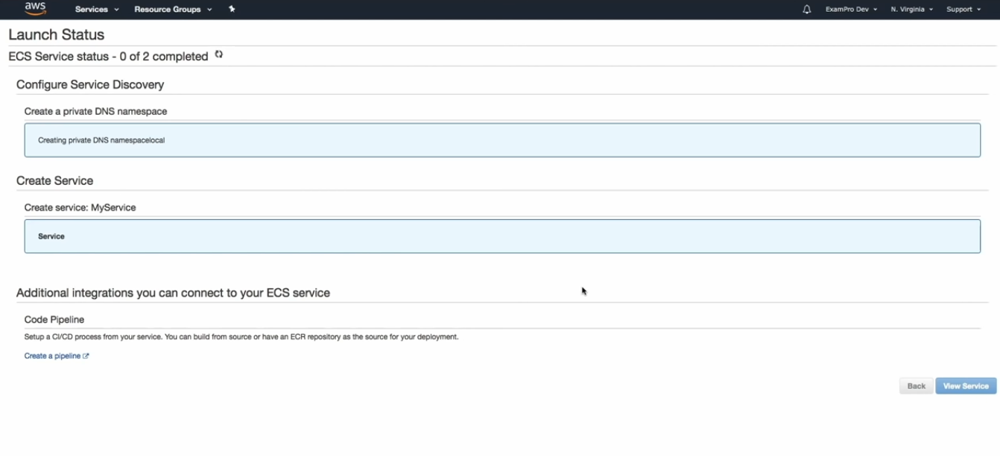 aws Services Resource Groups ExamPro Dev N. Virginia Support
Launch Status
ECS Service status - 0 of 2 completed
Configure Service Discovery
Create a private DNS namespace
Creating private DNS namespacelocal
Create Service
Create service: MyService
Service
Additional integrations you can connect to your ECS service
Code Pipeline
Setup a CI/CD process from your service. You can build from source or have an ECR repository as the source for your deployment.
Create a pipeline
Back View Service